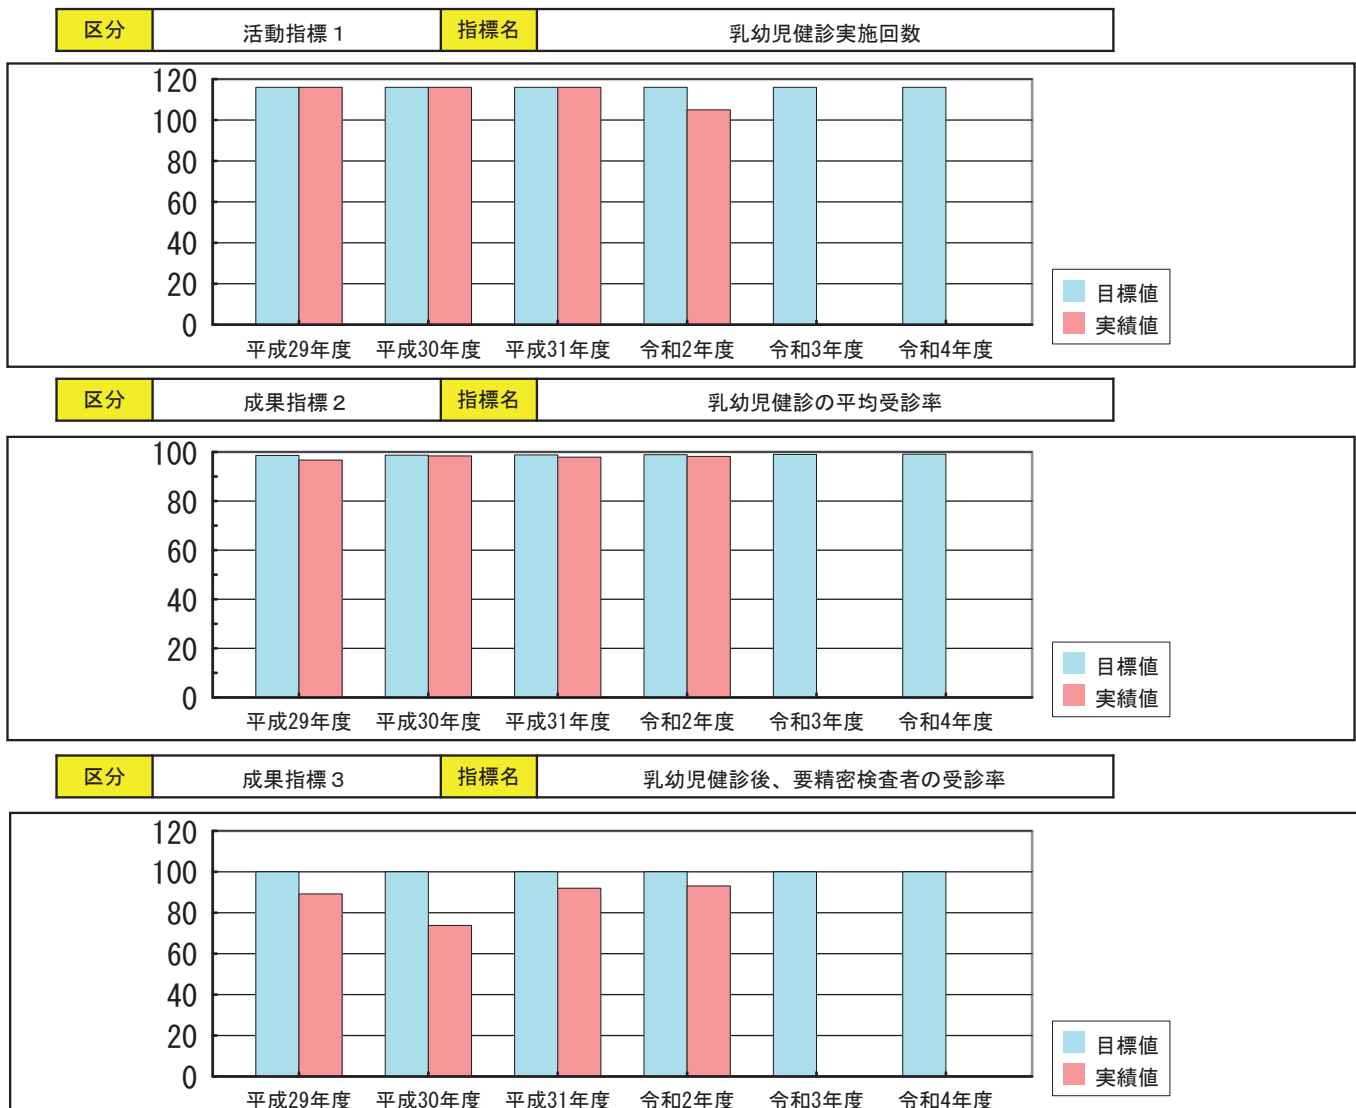 区分 活動指標１ 指標名 乳幼児健診実施回数
120
100
80
60
40
20
0
平成29年度 平成30年度 平成31年度 令和2年度 令和3年度 令和4年度
目標値
実績値
区分 成果指標２ 指標名 乳幼児健診の平均受診率
100
80
60
40
20
0
平成29年度 平成30年度 平成31年度 令和2年度 令和3年度 令和4年度
目標値
実績値
区分 成果指標３ 指標名 乳幼児健診後、要精密検査者の受診率
120
100
80
60
40
20
0
平成29年度 平成30年度 平成31年度 令和2年度 令和3年度 令和4年度
目標値
実績値